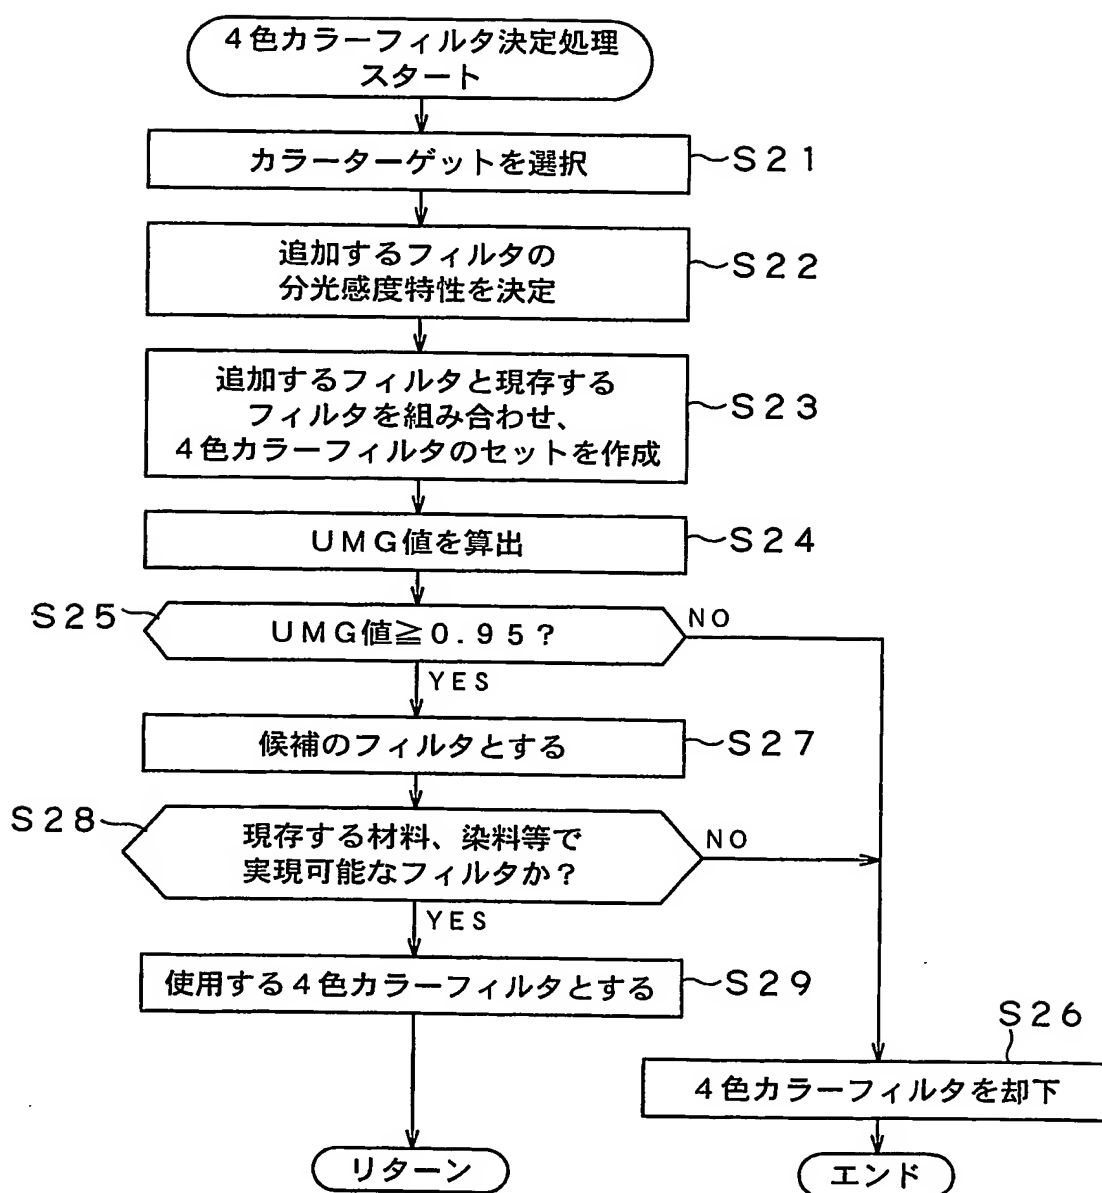 4色カラーフィルタ決定処理
スタート
カラーターゲットを選択
S21
追加するフィルタの
分光感度特性を決定
S22
追加するフィルタと現存する
フィルタを組み合わせ、
4色カラーフィルタのセットを作成
S23
UMG値を算出
S24
S25
UMG値≧0.95?
NO
YES
候補のフィルタとする
S27
S28
現存する材料、染料等で
実現可能なフィルタか?
NO
YES
使用する4色カラーフィルタとする
S29
S26
4色カラーフィルタを却下
リターン
エンド